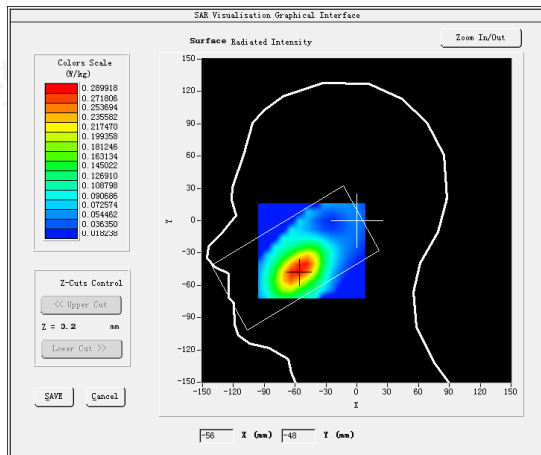 SAR Visualisation Graphical Interface
Surface Radiated Intensity
Zoom In/Out
Colors Scale
(W/kg)
0.289918
0.271806
0.253694
0.235582
0.217470
0.199358
0.181246
0.163134
0.145022
0.126910
0.108798
0.090686
0.072574
0.054462
0.036350
0.018238
Z-Cuts Control
<< Upper Cut
Z = 0.2 mm
Lower Cut >>
SAVE
Cancel
150
120
90
60
30
0
-30
-60
-90
-120
-150
Y
-150 -120 -90 -60 -30 0 30 60 90 120 150
X
-56 X (mm) -48 Y (mm)